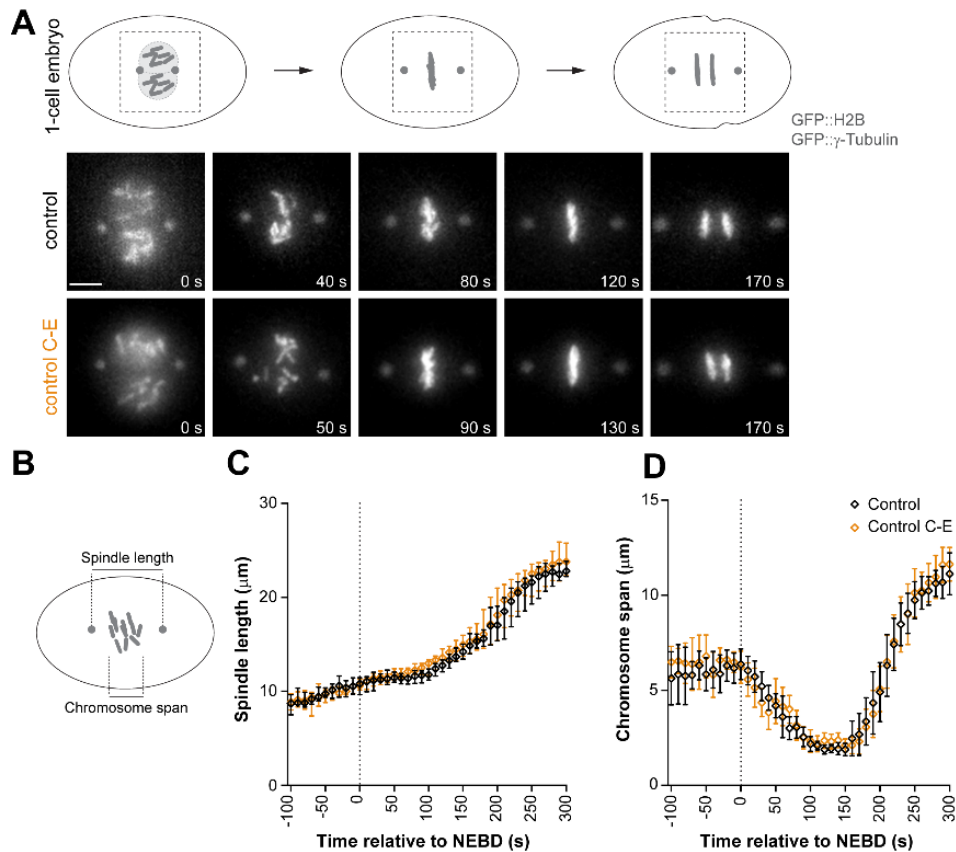 A
1-cell embryo
GFP::H2B
GFP::γ-Tubulin
control
0 s
40 s
80 s
120 s
170 s
control C-E
0 s
50 s
90 s
130 s
170 s
B
Spindle length
Chromosome span
C
Spindle length (μm)
30
20
10
0
-100
-50
0
50
100
150
200
250
300
Time relative to NEBD (s)
D
Chromosome span (μm)
15
10
5
0
Control
Control C-E
-100
-50
0
50
100
150
200
250
300
Time relative to NEBD (s)